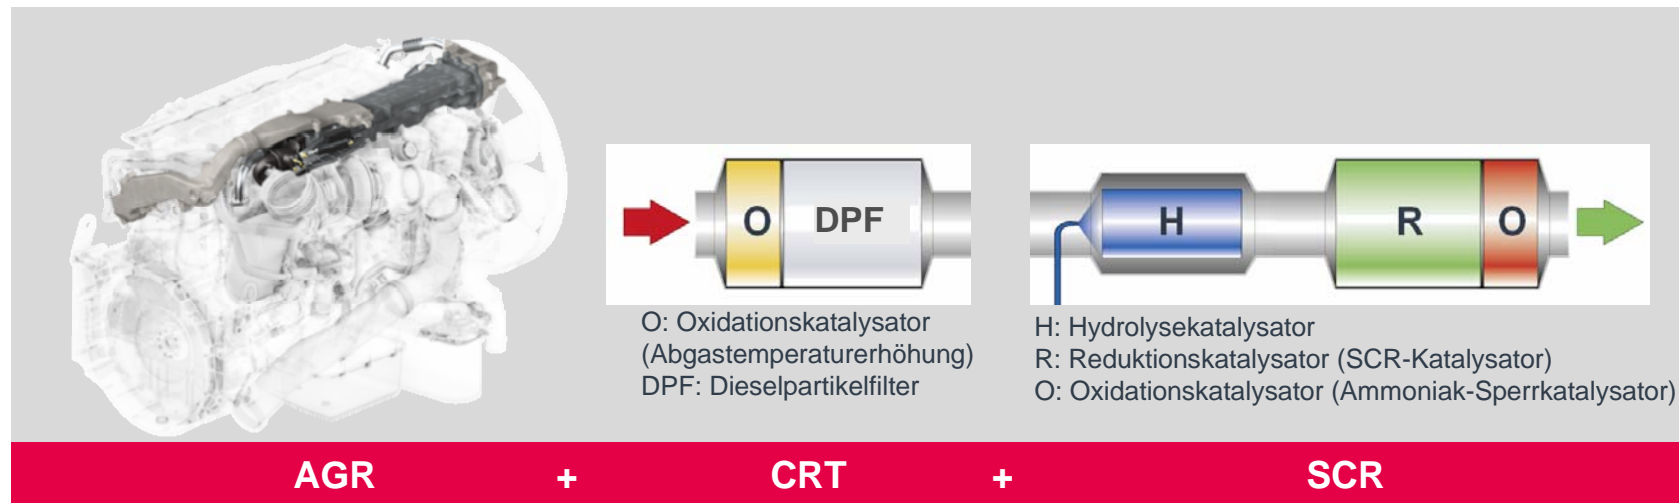 O DPF
H R O
O: Oxidationskatalysator
(Abgastemperaturerhöhung)
DPF: Dieselpartikelfilter
H: Hydrolysekatalysator
R: Reduktionskatalysator (SCR-Katalysator)
O: Oxidationskatalysator (Ammoniak-Sperrkatalysator)
AGR + CRT + SCR